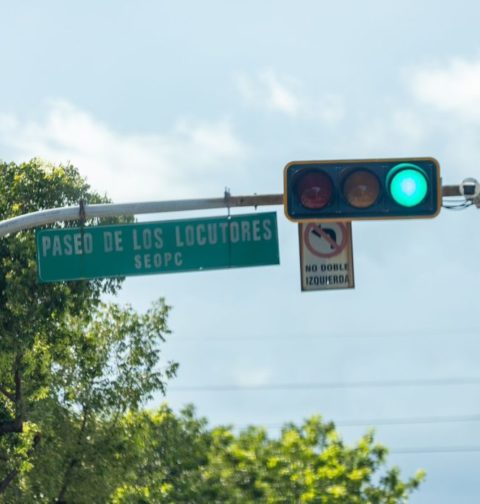 PASEO DE LOS LOCUTORES
SEOPC
NO DOBLE
IZQUIERDA